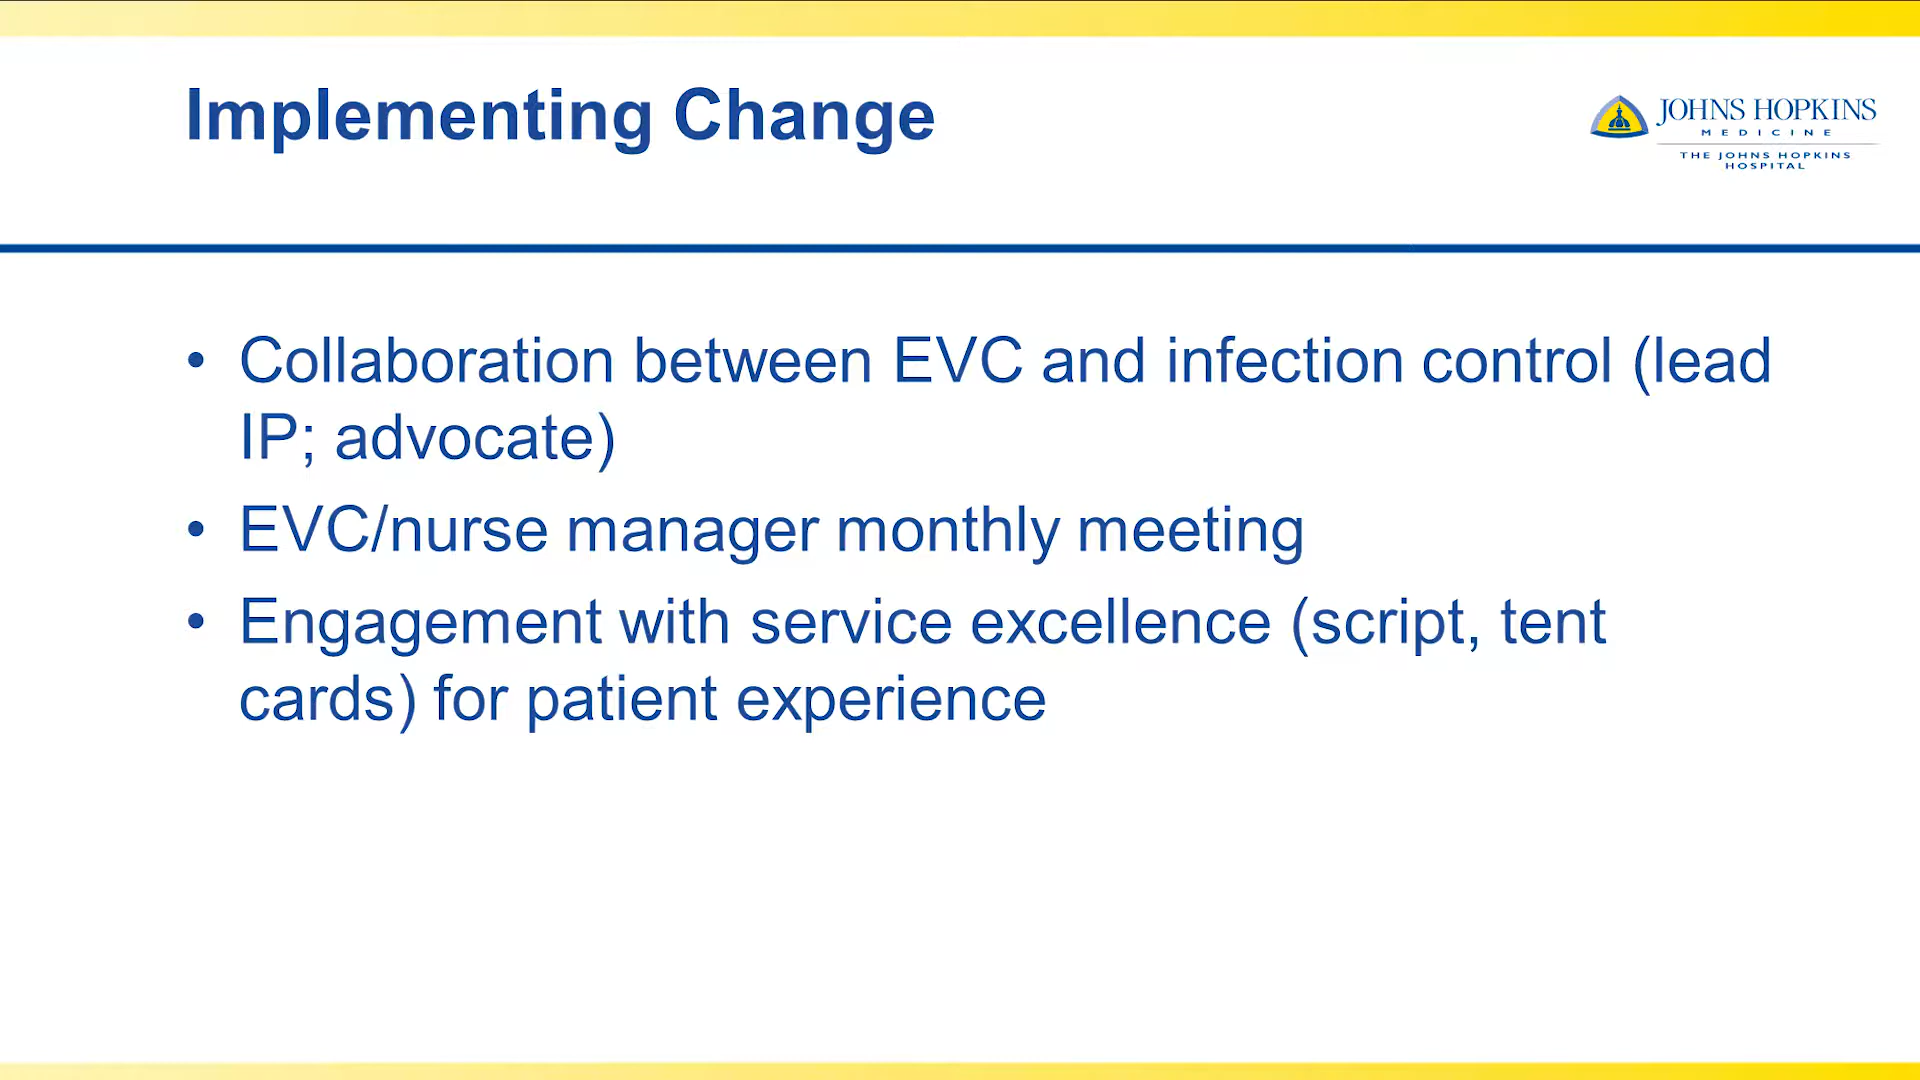 Implementing Change
JOHNS HOPKINS
MEDICINE
THE JOHNS HOPKINS
HOSPITAL
• Collaboration between EVC and infection control (lead
IP; advocate)
• EVC/nurse manager monthly meeting
• Engagement with service excellence (script, tent
cards) for patient experience